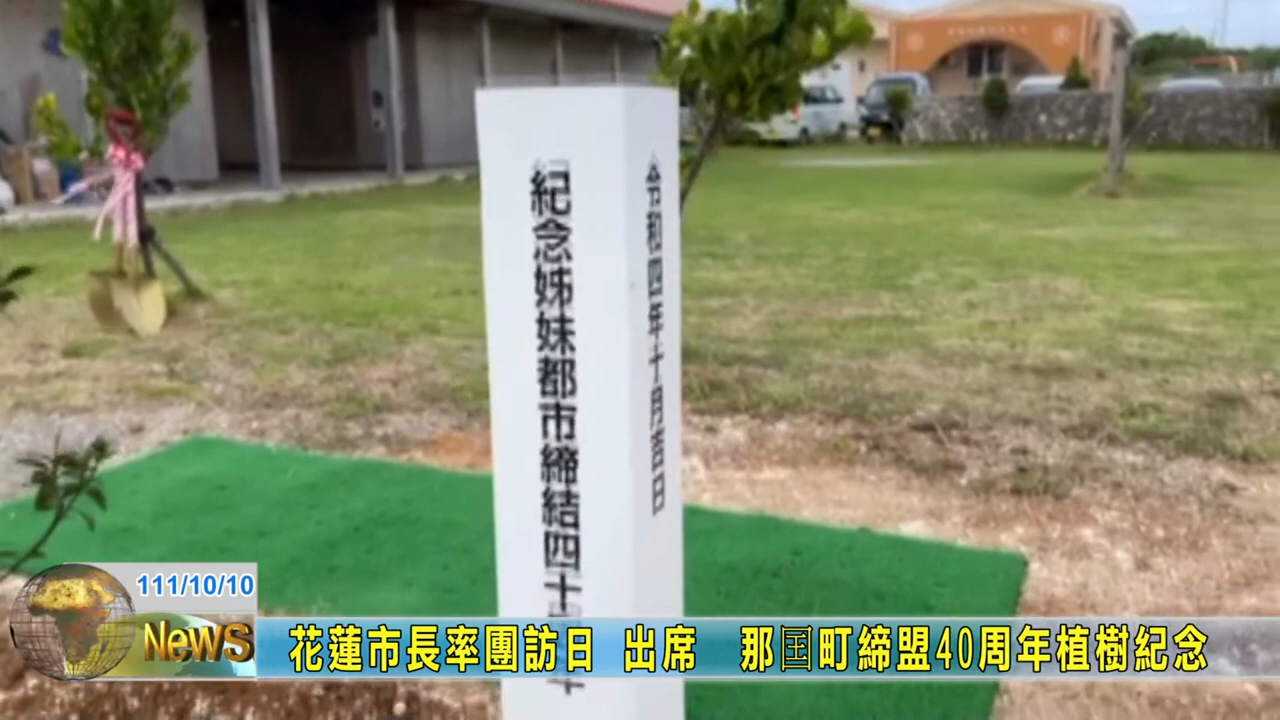 紀念姊妹都市締結四十
令和四年十月吉日
111/10/10
News
花蓮市長率團訪日 出席 那国町締盟40周年植樹紀念